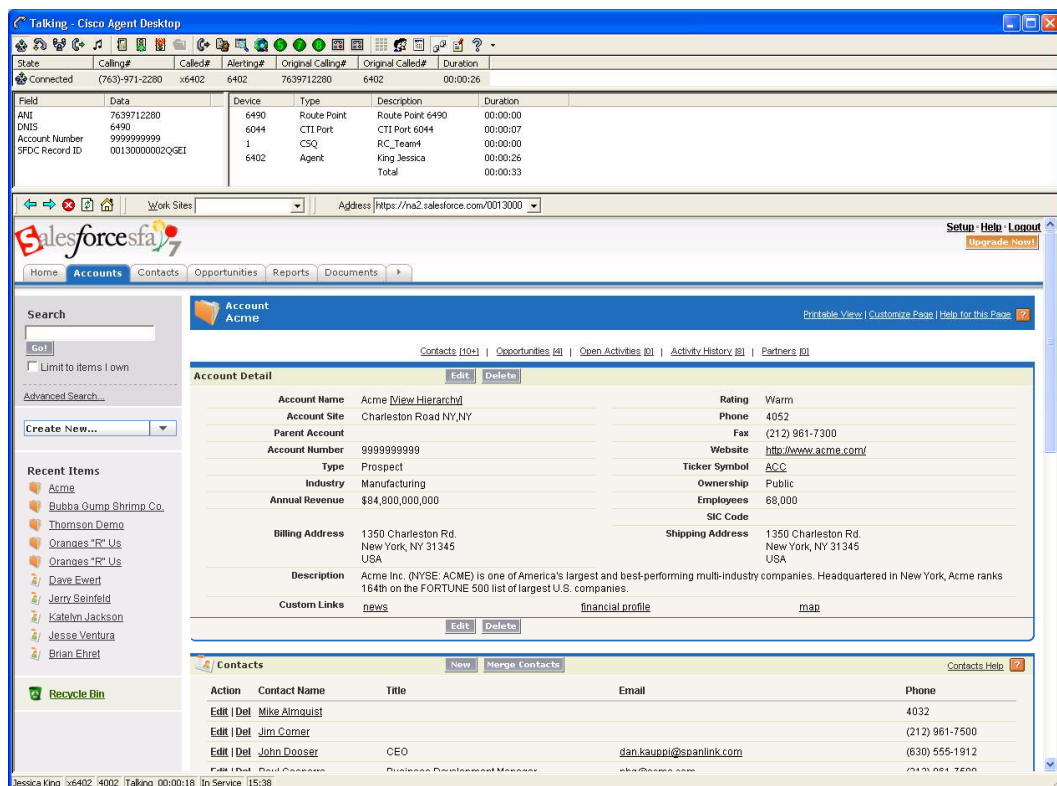 Talking - Cisco Agent Desktop
State Calling# Called# Alerting# Original Calling# Original Called# Duration
Connected (763)-971-2280 x6402 6402 7639712280 6402 00:00:26
Field Data Device Type Description Duration
ANI 7639712280 6490 Route Point Route Point 6490 00:00:00
DNIS 6490 6044 CTI Port CTI Port 6044 00:00:07
Account Number 9999999999 1 CSQ RC_Team4 00:00:00
SFDC Record ID 00130000002QGEI 6402 Agent King Jessica 00:00:26
Total 00:00:33
Work Sites Address https://na2.salesforce.com/0013000
Salesforcesfa 7
Setup · Help · Logout
Upgrade Now!
Home Accounts Contacts Opportunities Reports Documents
Search
Go!
Limit to items I own
Advanced Search...
Create New...
Recent Items
Acme
Bubba Gump Shrimp Co.
Thomson Demo
Oranges "R" Us
Oranges "R" Us
Dave Ewert
Jerry Seinfeld
Katelyn Jackson
Jesse Ventura
Brian Ehret
Recycle Bin
Account
Acme
Printable View | Customize Page | Help for this Page ?
Contacts [10+] | Opportunities [4] | Open Activities [0] | Activity History [8] | Partners [0]
Account Detail Edit Delete
Account Name Acme [View Hierarchy] Rating Warm
Account Site Charleston Road NY,NY Phone 4052
Parent Account Fax (212) 961-7300
Account Number 9999999999 Website http://www.acme.com/
Type Prospect Ticker Symbol ACC
Industry Manufacturing Ownership Public
Annual Revenue $84,800,000,000 Employees 68,000
SIC Code
Billing Address 1350 Charleston Rd. Shipping Address 1350 Charleston Rd.
New York, NY 31345 New York, NY 31345
USA USA
Description Acme Inc. (NYSE: ACME) is one of America's largest and best-performing multi-industry companies. Headquartered in New York, Acme ranks
164th on the FORTUNE 500 list of largest U.S. companies.
Custom Links news financial profile map
Edit Delete
Contacts New Merge Contacts Contacts Help ?
Action Contact Name Title Email Phone
Edit | Del Mike Almquist 4032
Edit | Del Jim Comer (212) 961-7500
Edit | Del John Dooser CEO dan.kauppi@spanlink.com (630) 555-1912
Edit | Del Business Development Manager (212) 961-7500
Jessica King x6402 4002 Talking 00:00:18 In Service 15:38